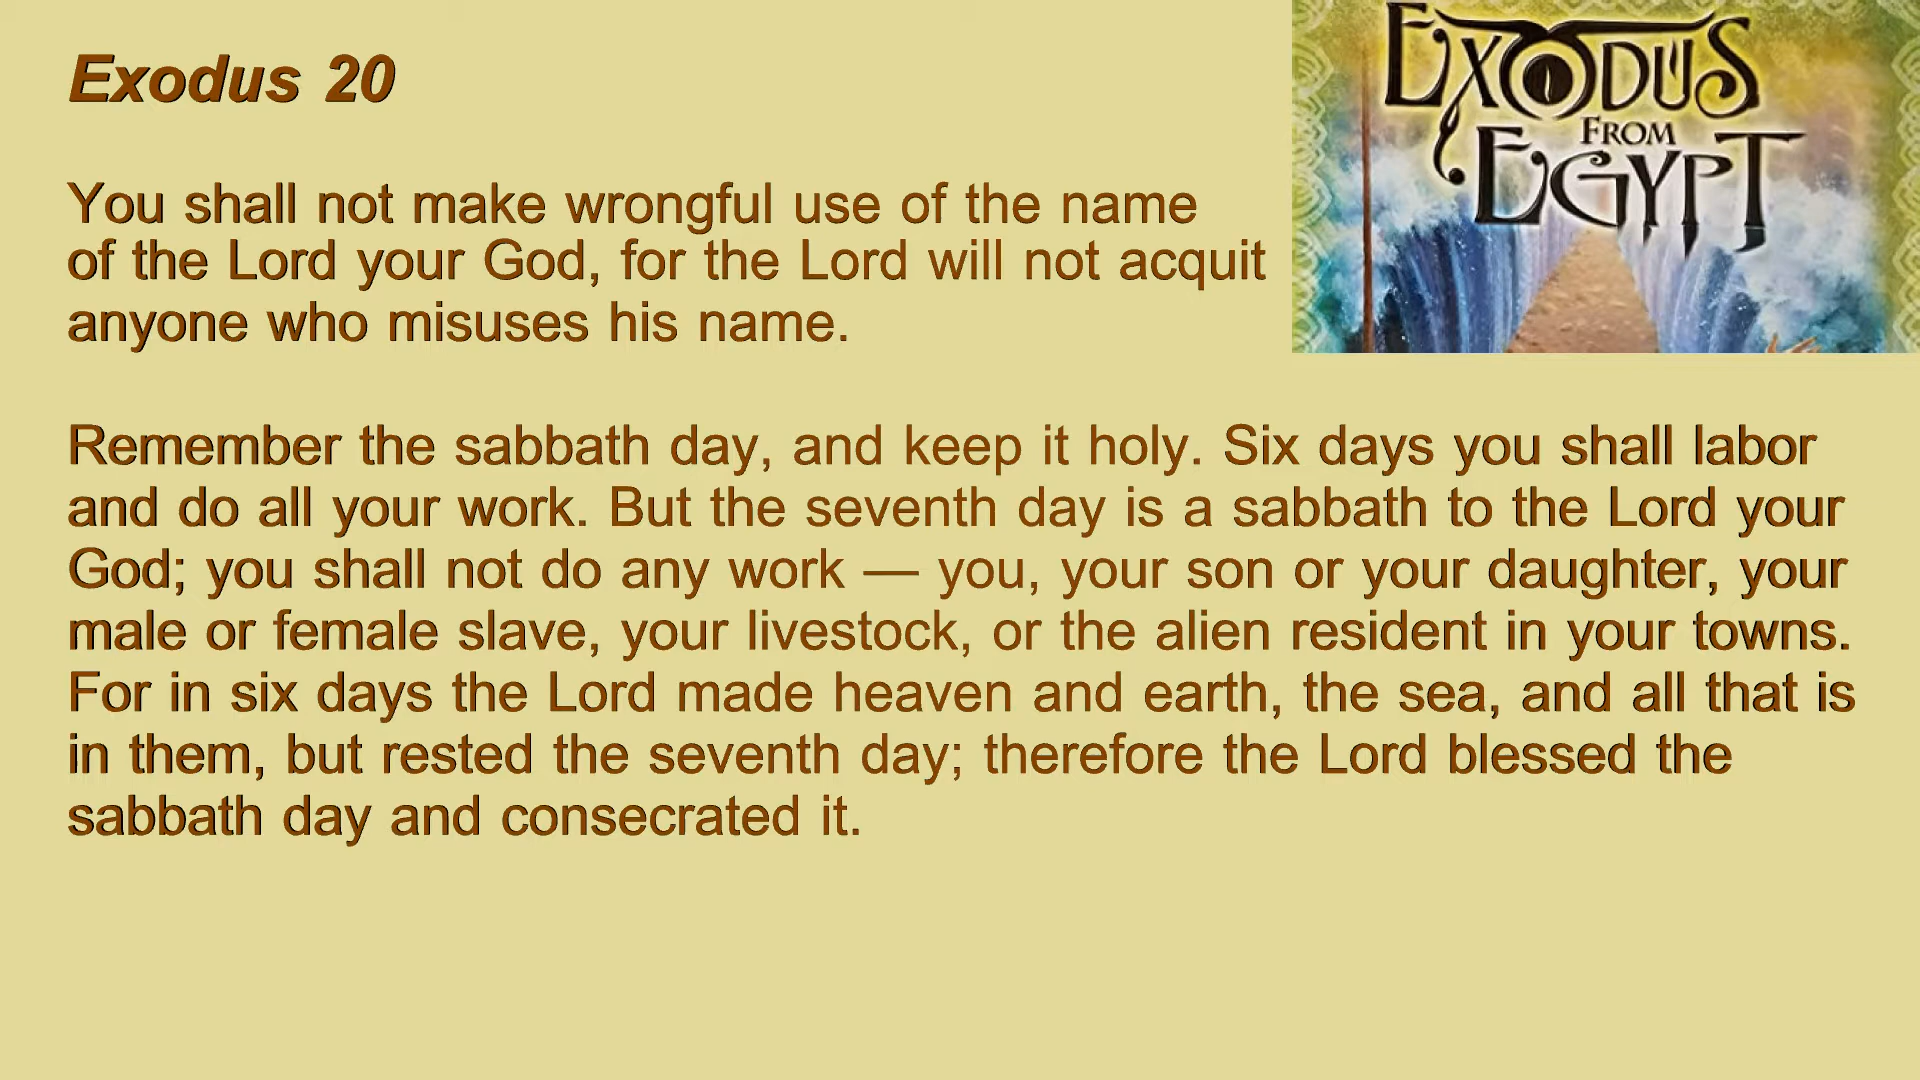 Exodus 20
EXODUS
FROM
EGYPT
You shall not make wrongful use of the name
of the Lord your God, for the Lord will not acquit
anyone who misuses his name.
Remember the sabbath day, and keep it holy. Six days you shall labor
and do all your work. But the seventh day is a sabbath to the Lord your
God; you shall not do any work — you, your son or your daughter, your
male or female slave, your livestock, or the alien resident in your towns.
For in six days the Lord made heaven and earth, the sea, and all that is
in them, but rested the seventh day; therefore the Lord blessed the
sabbath day and consecrated it.